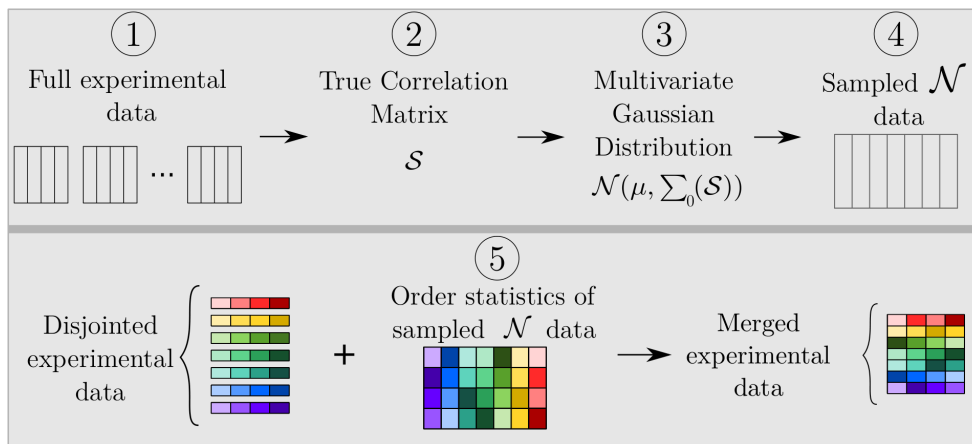 1
Full experimental
data
...
2
True Correlation
Matrix
𝒮
3
Multivariate
Gaussian
Distribution
𝒩(μ, ∑₀(𝒮))
4
Sampled 𝒩
data
5
Disjointed
experimental
data
+
Order statistics of
sampled 𝒩 data
Merged
experimental
data